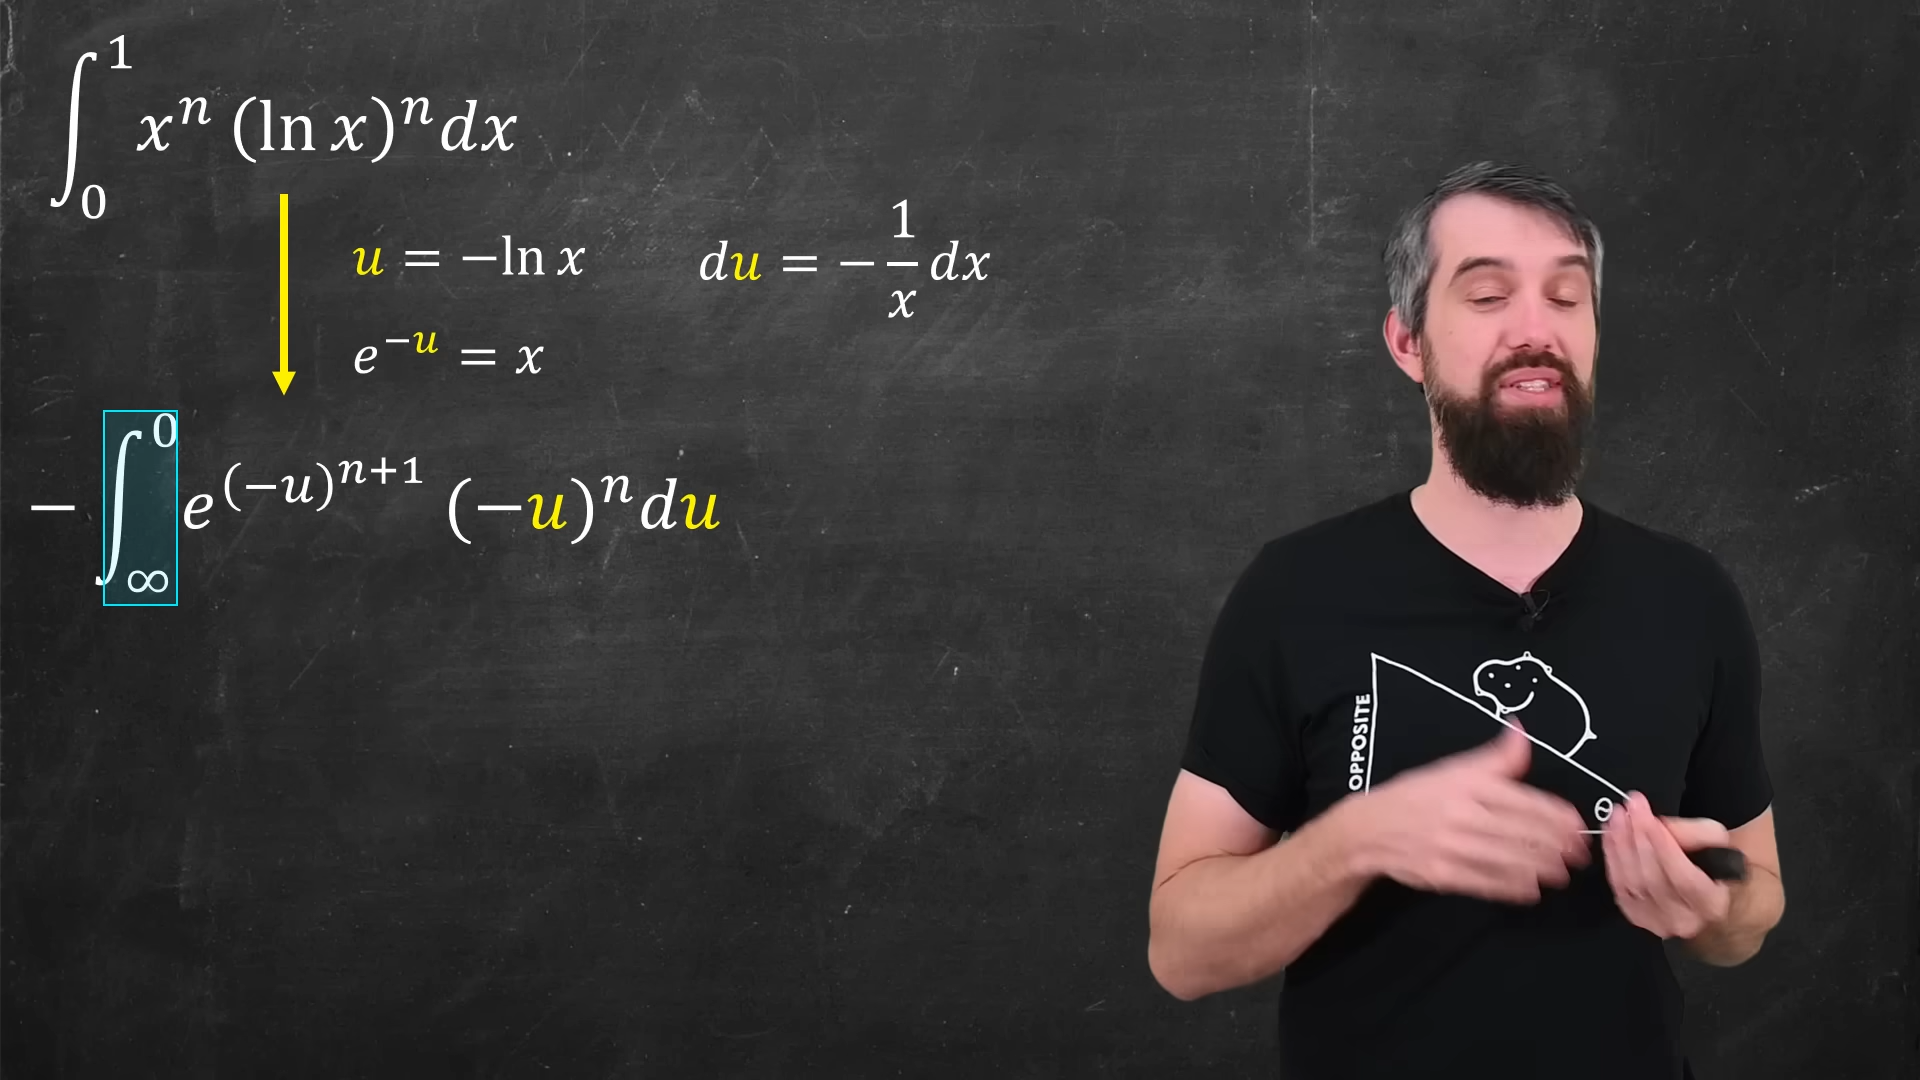 ∫₀¹ xⁿ (ln x)ⁿ dx
u = −ln x
du = −1/x dx
e⁻ᵘ = x
−∫_∞^0 e^{(−u)^{n+1}} (−u)ⁿ du
OPPOSITE
Θ